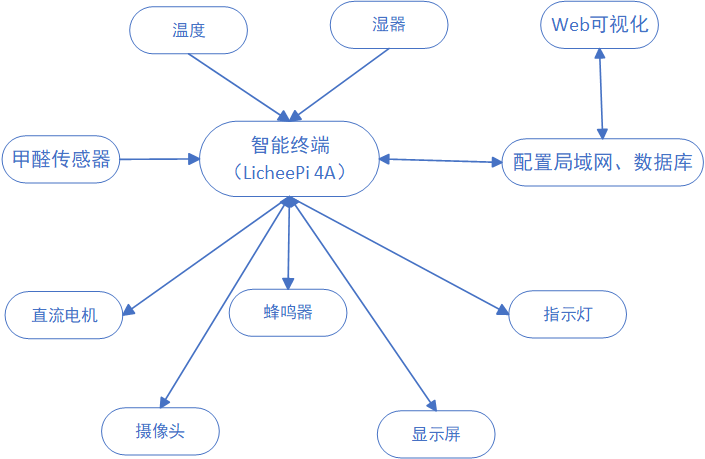 温度
湿器
Web可视化
甲醛传感器
智能终端
（LicheePi 4A）
配置局域网、数据库
直流电机
蜂鸣器
指示灯
摄像头
显示屏